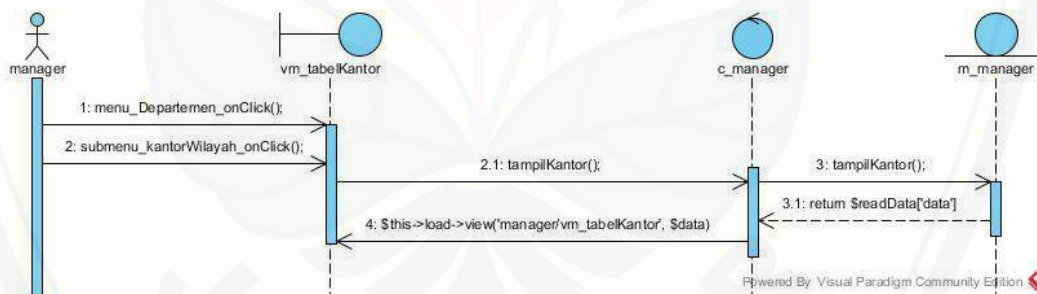 manager
vm_tabelKantor
c_manager
m_manager
1: menu_Departemen_onClick();
2: submenu_kantorWilayah_onClick();
2.1: tampilKantor();
3: tampilKantor();
3.1: return $readData['data']
4: $this->load->view('manager/vm_tabelKantor', $data)
Powered By Visual Paradigm Community Edition